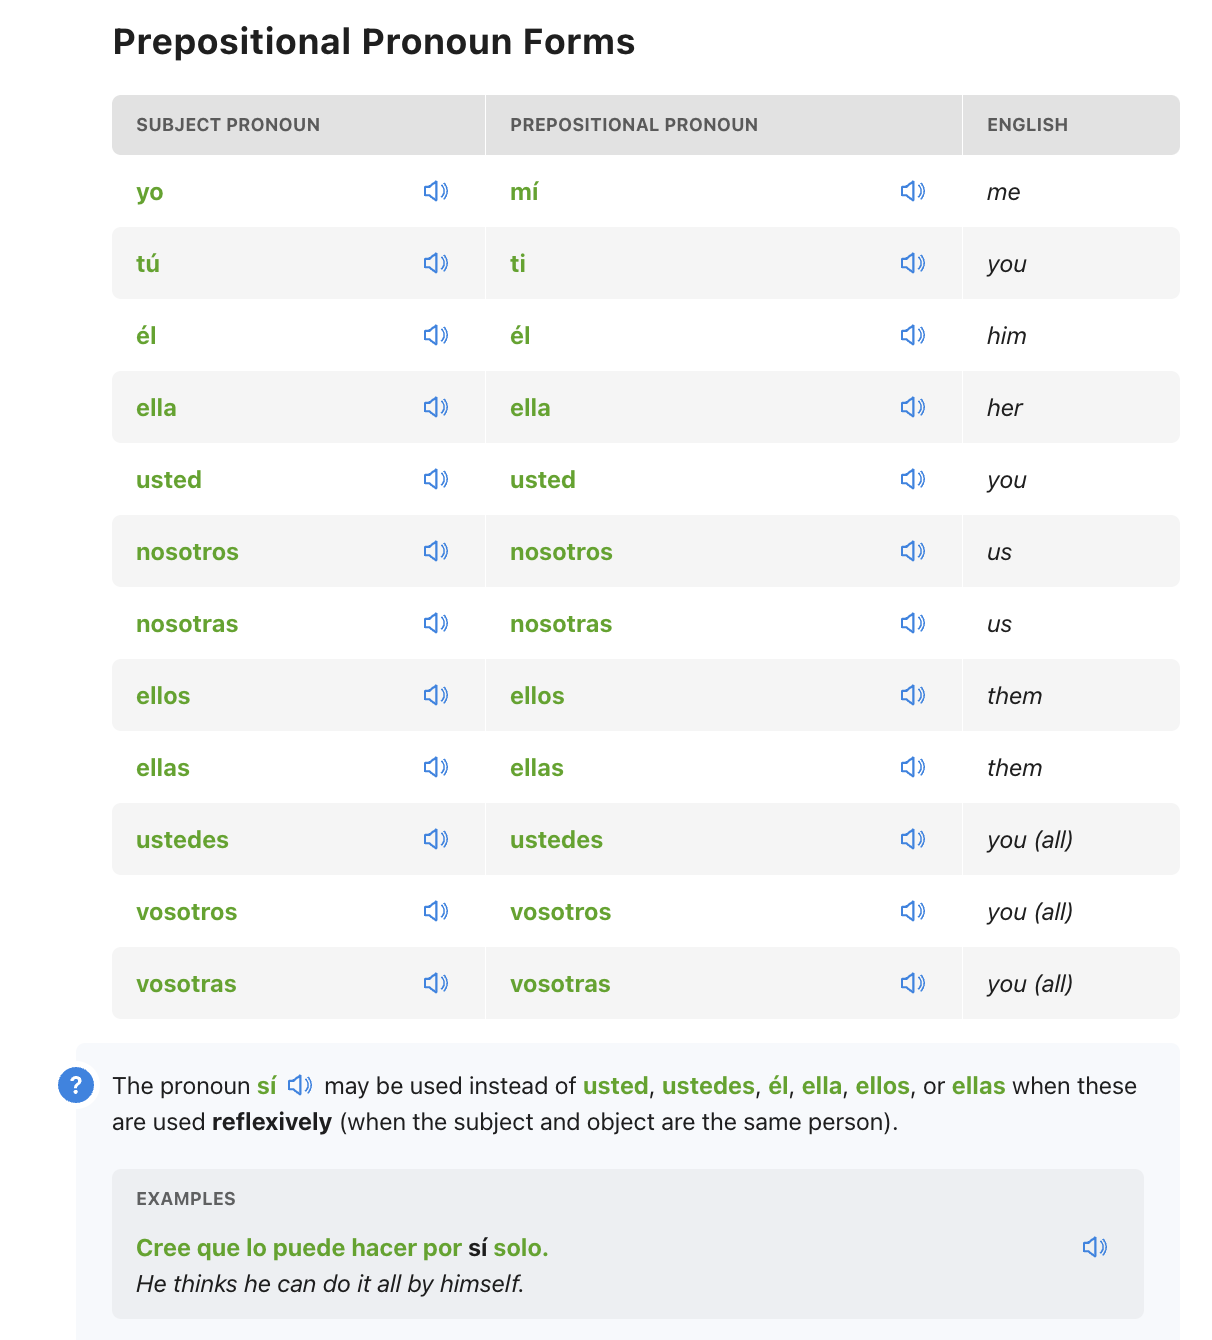 Prepositional Pronoun Forms
SUBJECT PRONOUN PREPOSITIONAL PRONOUN ENGLISH
yo mí me
tú ti you
él él him
ella ella her
usted usted you
nosotros nosotros us
nosotras nosotras us
ellos ellos them
ellas ellas them
ustedes ustedes you (all)
vosotros vosotros you (all)
vosotras vosotras you (all)
? The pronoun sí may be used instead of usted, ustedes, él, ella, ellos, or ellas when these
are used reflexively (when the subject and object are the same person).
EXAMPLES
Cree que lo puede hacer por sí solo.
He thinks he can do it all by himself.